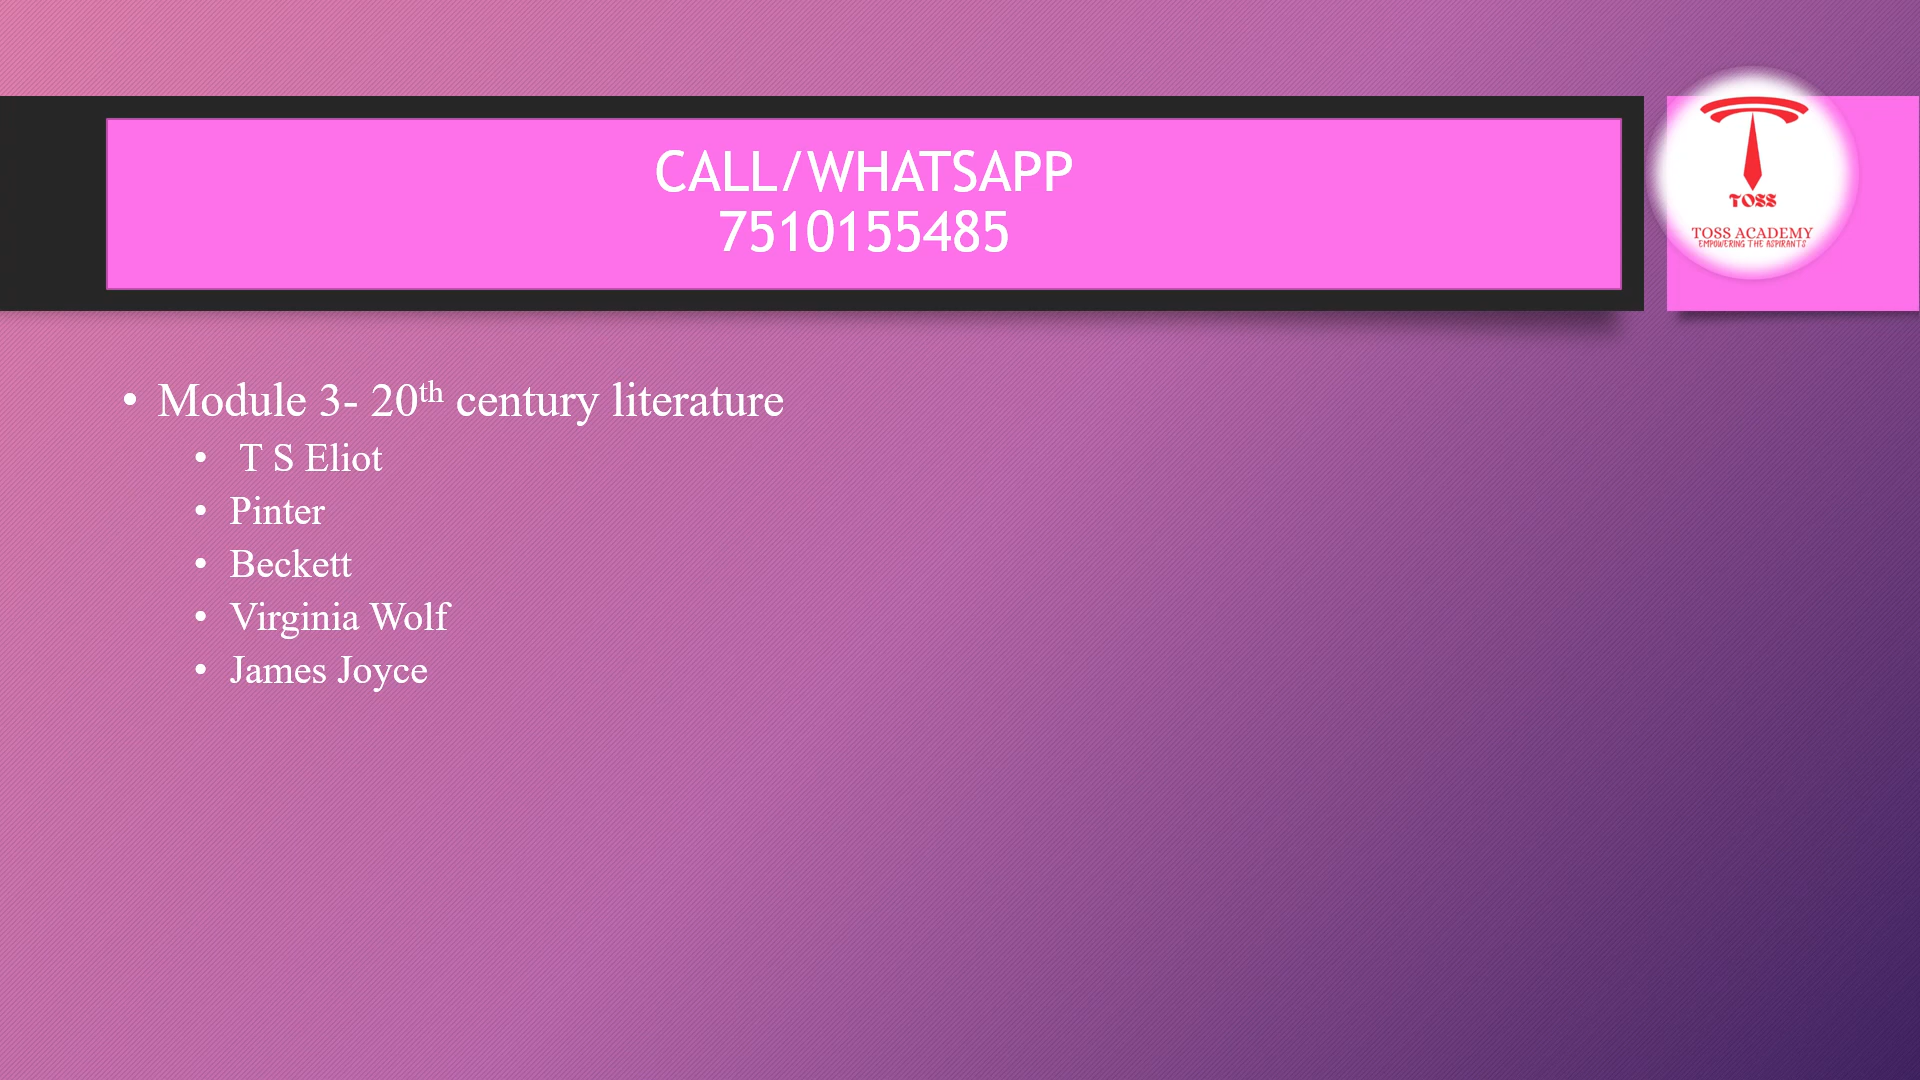 CALL/WHATSAPP
7510155485
TOSS
TOSS ACADEMY
EMPOWERING THE ASPIRANTS
• Module 3- 20th century literature
• T S Eliot
• Pinter
• Beckett
• Virginia Wolf
• James Joyce